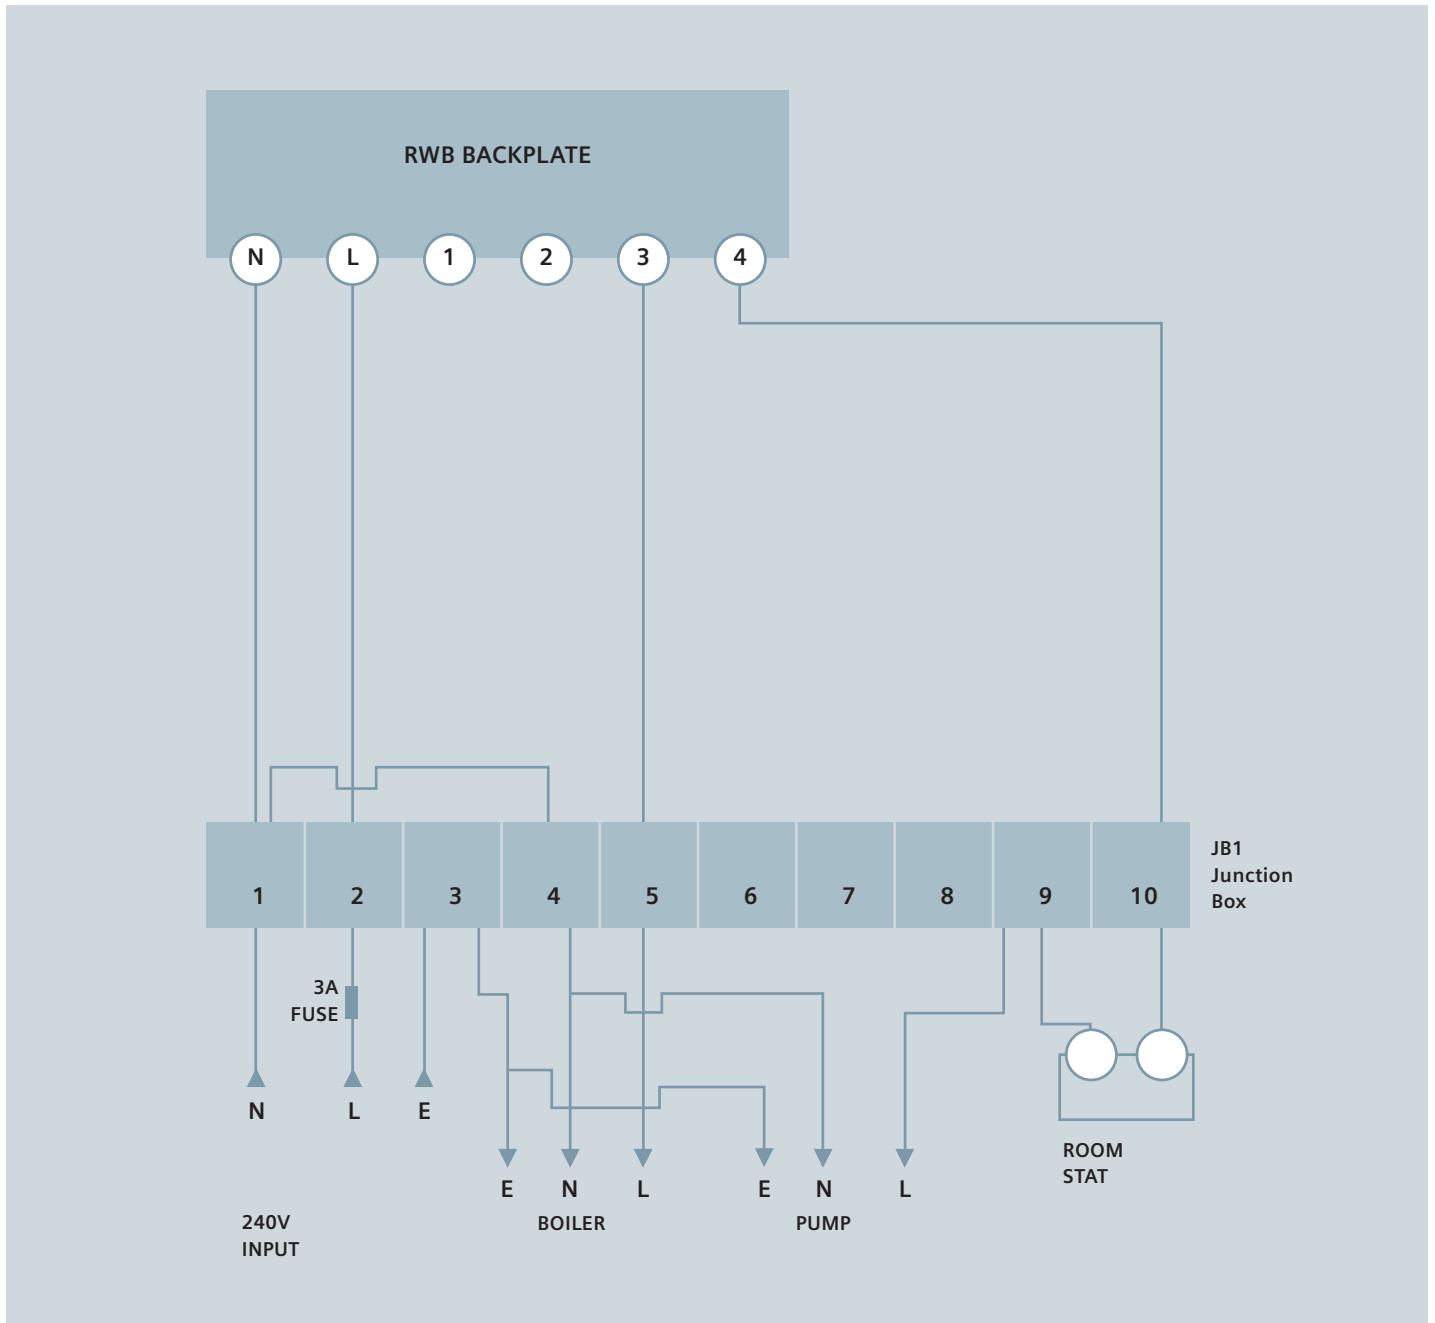 RWB BACKPLATE
N L 1 2 3 4
1 2 3 4 5 6 7 8 9 10
JB1
Junction
Box
3A
FUSE
N L E
E N L E N L
BOILER PUMP
ROOM
STAT
240V
INPUT